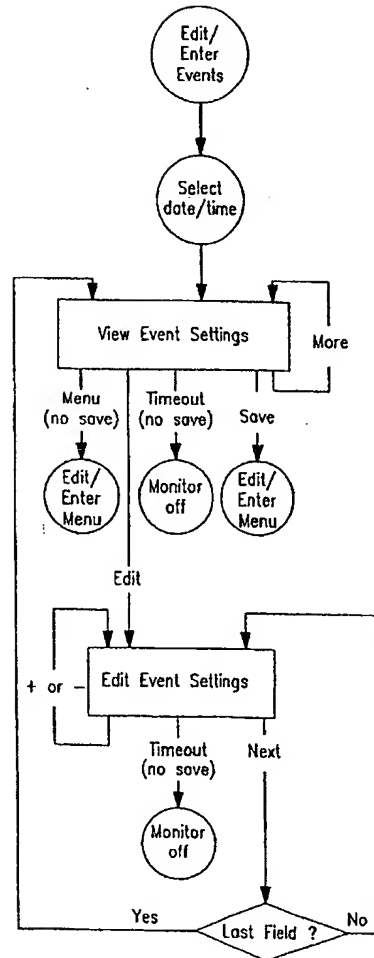 Edit/
Enter
Events
Select
date/time
View Event Settings
More
Menu
(no save)
Timeout
(no save)
Save
Edit/
Enter
Menu
Monitor
off
Edit/
Enter
Menu
Edit
+ or -
Edit Event Settings
Timeout
(no save)
Next
Monitor
off
Yes
Last Field ?
No